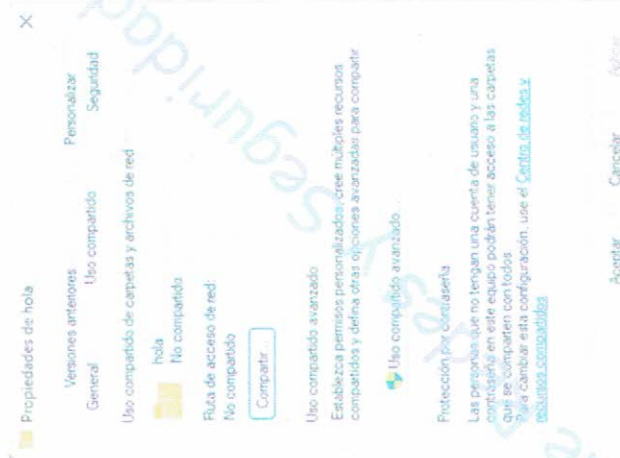 Propiedades de hola
Versiones anteriores Personalizar
General Uso compartido Seguridad
Uso compartido de carpetas y archivos de red
hola
No compartido
Ruta de acceso de red:
No compartido
Compartir...
Uso compartido avanzado
Establezca permisos personalizados, cree múltiples recursos
compartidos y defina otras opciones avanzadas para compartir
Uso compartido avanzado...
Protección por contraseña
Las personas que no tengan una cuenta de usuario y una
contraseña en este equipo podrán tener acceso a las carpetas
que se comparten con todos
Para cambiar esta configuración, use el Centro de redes y
recursos compartidos
Aceptar Cancelar Aplicar
des y Seguridad